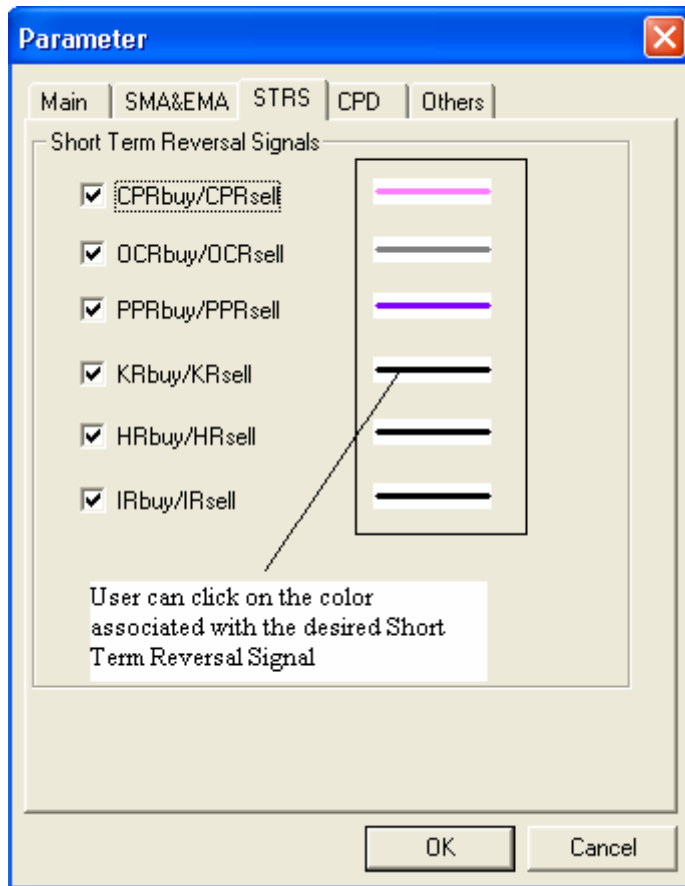 Parameter
Main SMA&EMA STRS CPD Others
Short Term Reversal Signals
CPRbuy/CPRsell
OCRbuy/OCRsell
PPRbuy/PPRsell
KRbuy/KRsell
HRbuy/HRsell
IRbuy/IRsell
User can click on the color
associated with the desired Short
Term Reversal Signal
OK Cancel